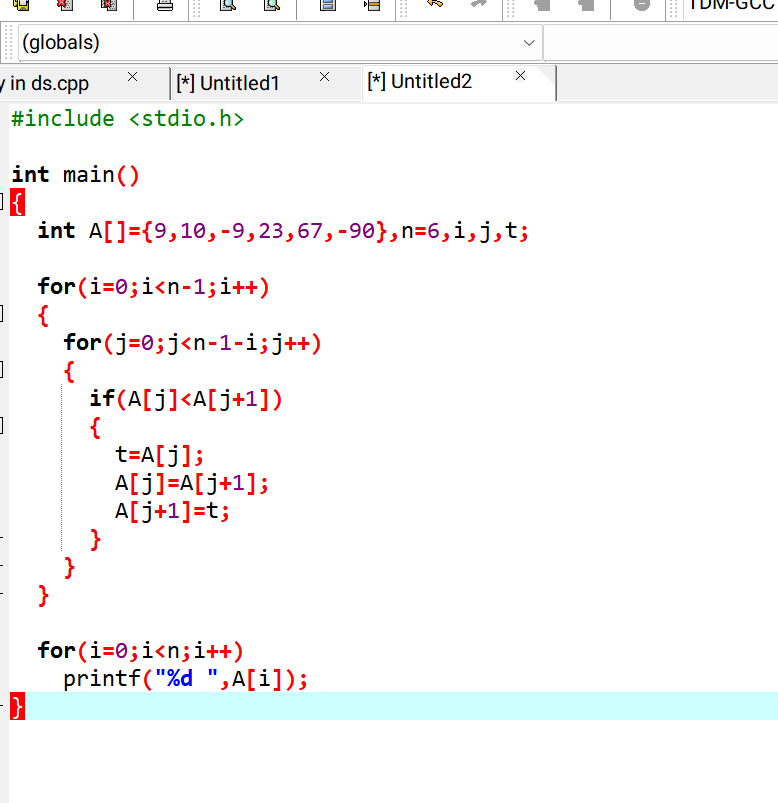 TDM-GCC
(globals)
y in ds.cpp [*] Untitled1 [*] Untitled2
#include <stdio.h>
int main()
{
int A[]={9,10,-9,23,67,-90},n=6,i,j,t;
for(i=0;i<n-1;i++)
{
for(j=0;j<n-1-i;j++)
{
if(A[j]<A[j+1])
{
t=A[j];
A[j]=A[j+1];
A[j+1]=t;
}
}
}
for(i=0;i<n;i++)
printf("%d ",A[i]);
}